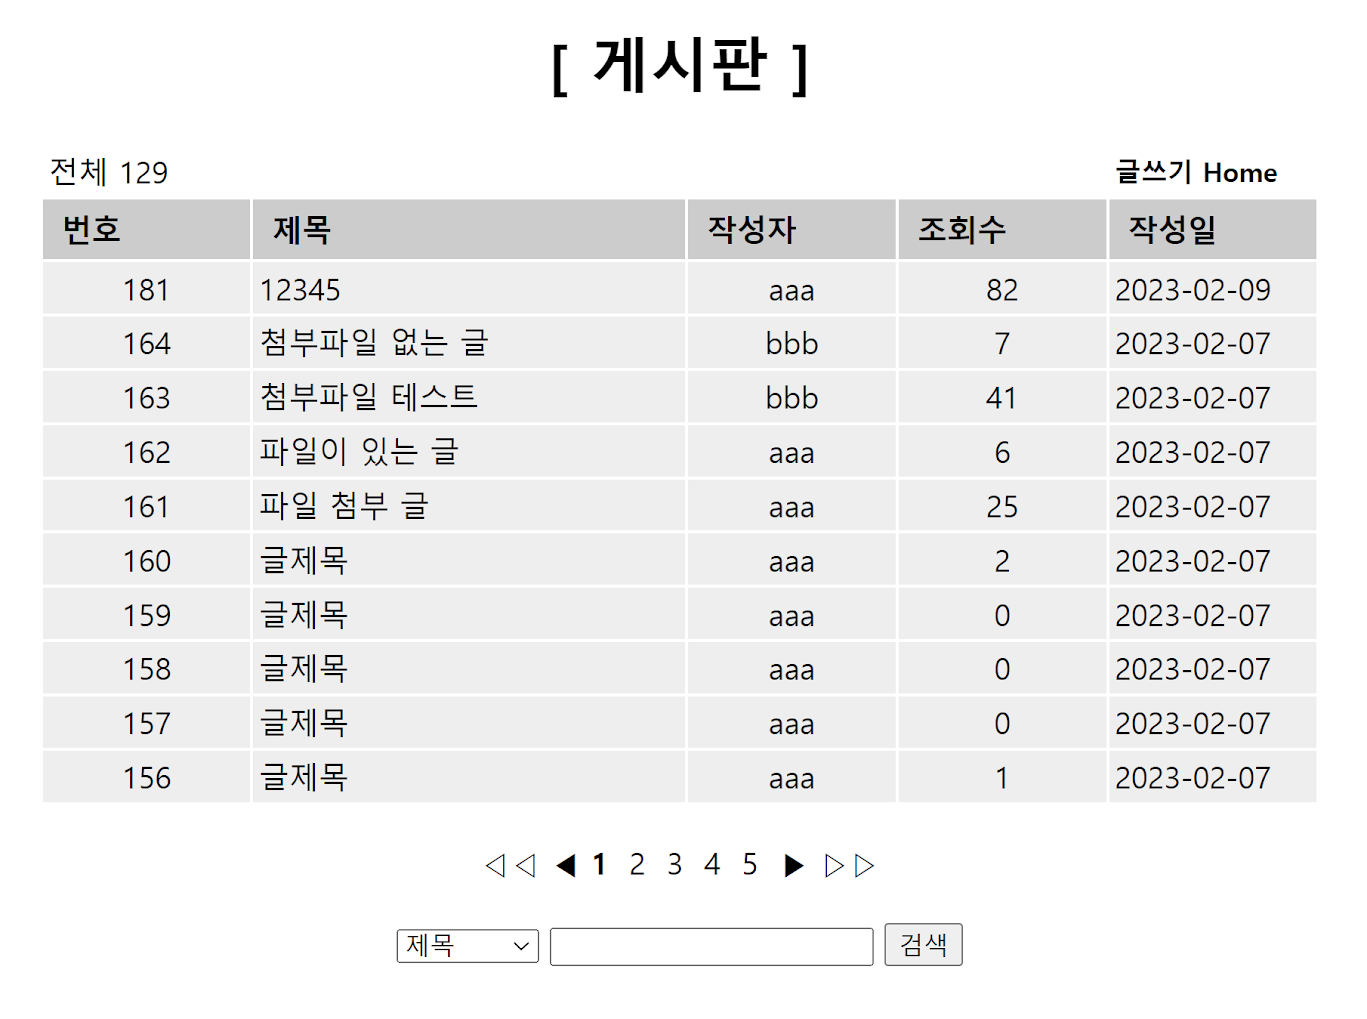 [ 게시판 ]
전체 129 글쓰기 Home
번호 제목 작성자 조회수 작성일
181 12345 aaa 82 2023-02-09
164 첨부파일 없는 글 bbb 7 2023-02-07
163 첨부파일 테스트 bbb 41 2023-02-07
162 파일이 있는 글 aaa 6 2023-02-07
161 파일 첨부 글 aaa 25 2023-02-07
160 글제목 aaa 2 2023-02-07
159 글제목 aaa 0 2023-02-07
158 글제목 aaa 0 2023-02-07
157 글제목 aaa 0 2023-02-07
156 글제목 aaa 1 2023-02-07
◁◁ ◀ 1 2 3 4 5 ▶ ▷▷
제목 검색